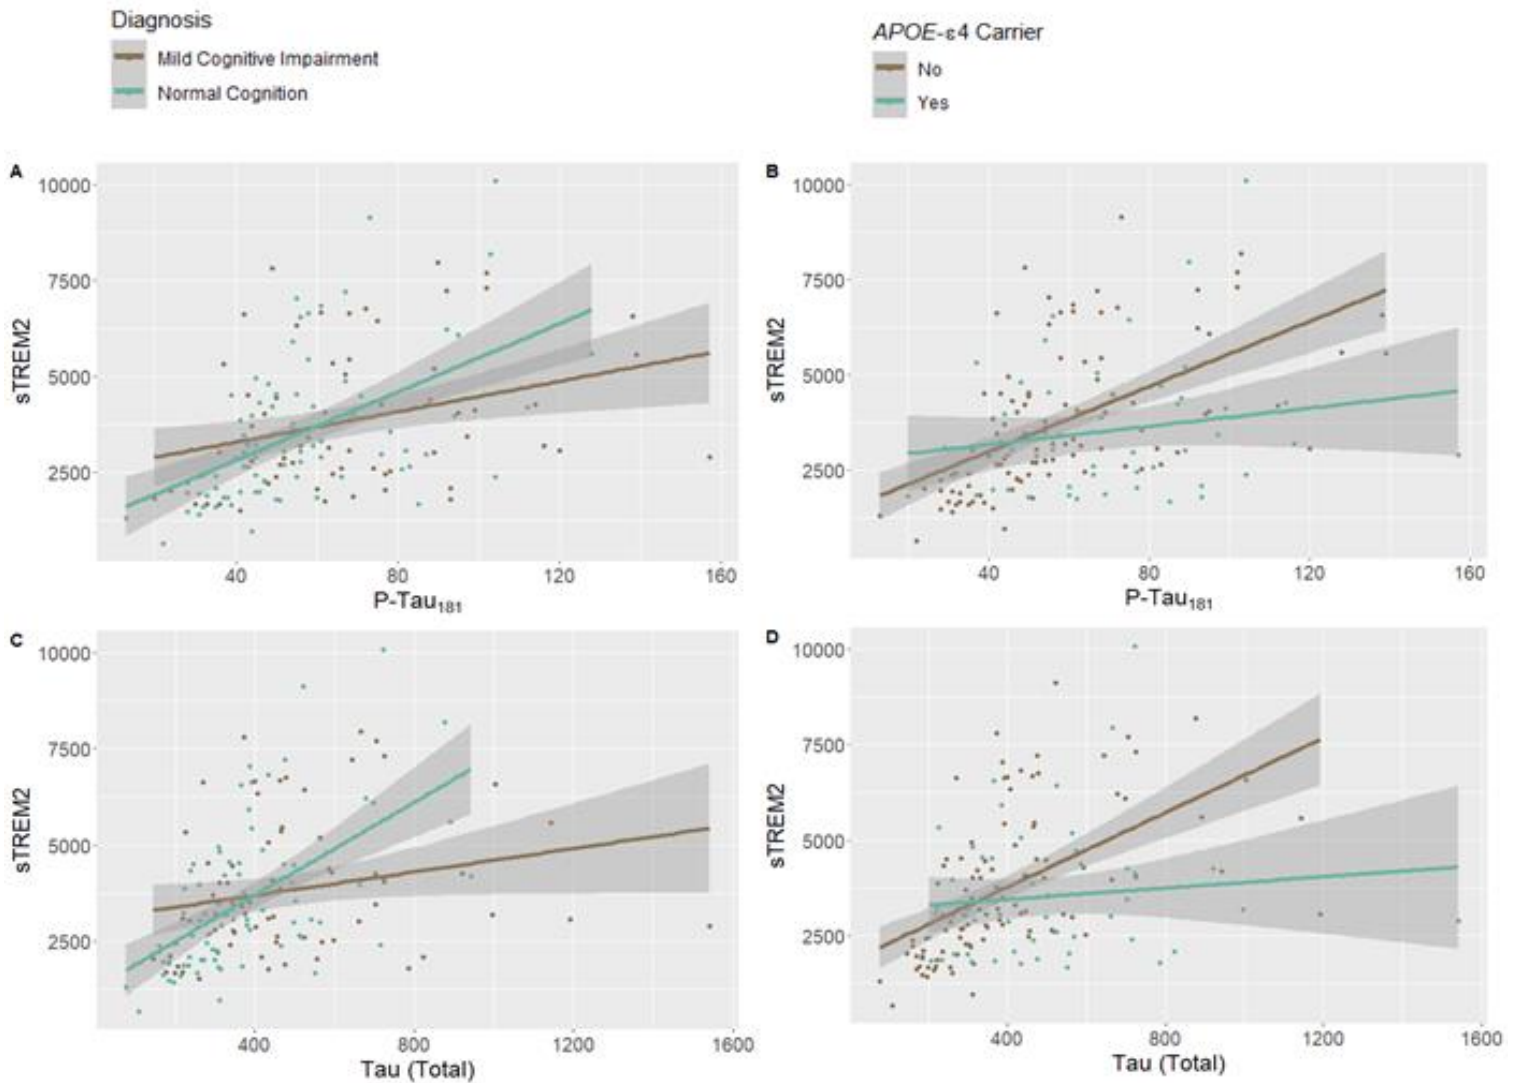 Diagnosis
Mild Cognitive Impairment
Normal Cognition
APOE-ε4 Carrier
No
Yes
A
sTREM2
10000
7500
5000
2500
40 80 120 160
P-Tau181
B
sTREM2
10000
7500
5000
2500
40 80 120 160
P-Tau181
C
sTREM2
10000
7500
5000
2500
400 800 1200 1600
Tau (Total)
D
sTREM2
10000
7500
5000
2500
400 800 1200 1600
Tau (Total)